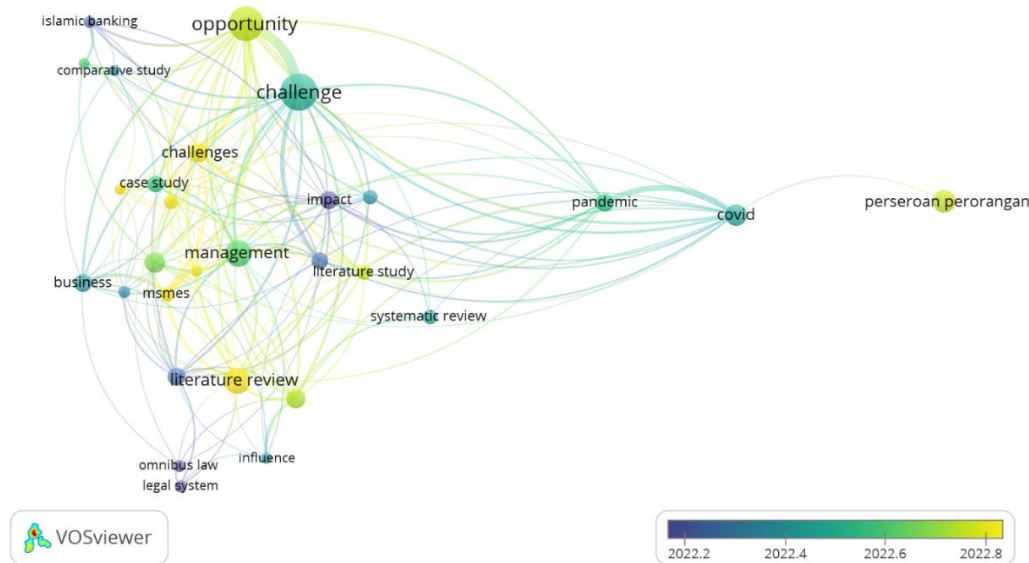 islamic banking
opportunity
comparative study
challenge
challenges
case study
impact
pandemic
covid
perseroan perorangan
management
literature study
business
msmes
systematic review
literature review
influence
omnibus law
legal system
VOSviewer
2022.2
2022.4
2022.6
2022.8